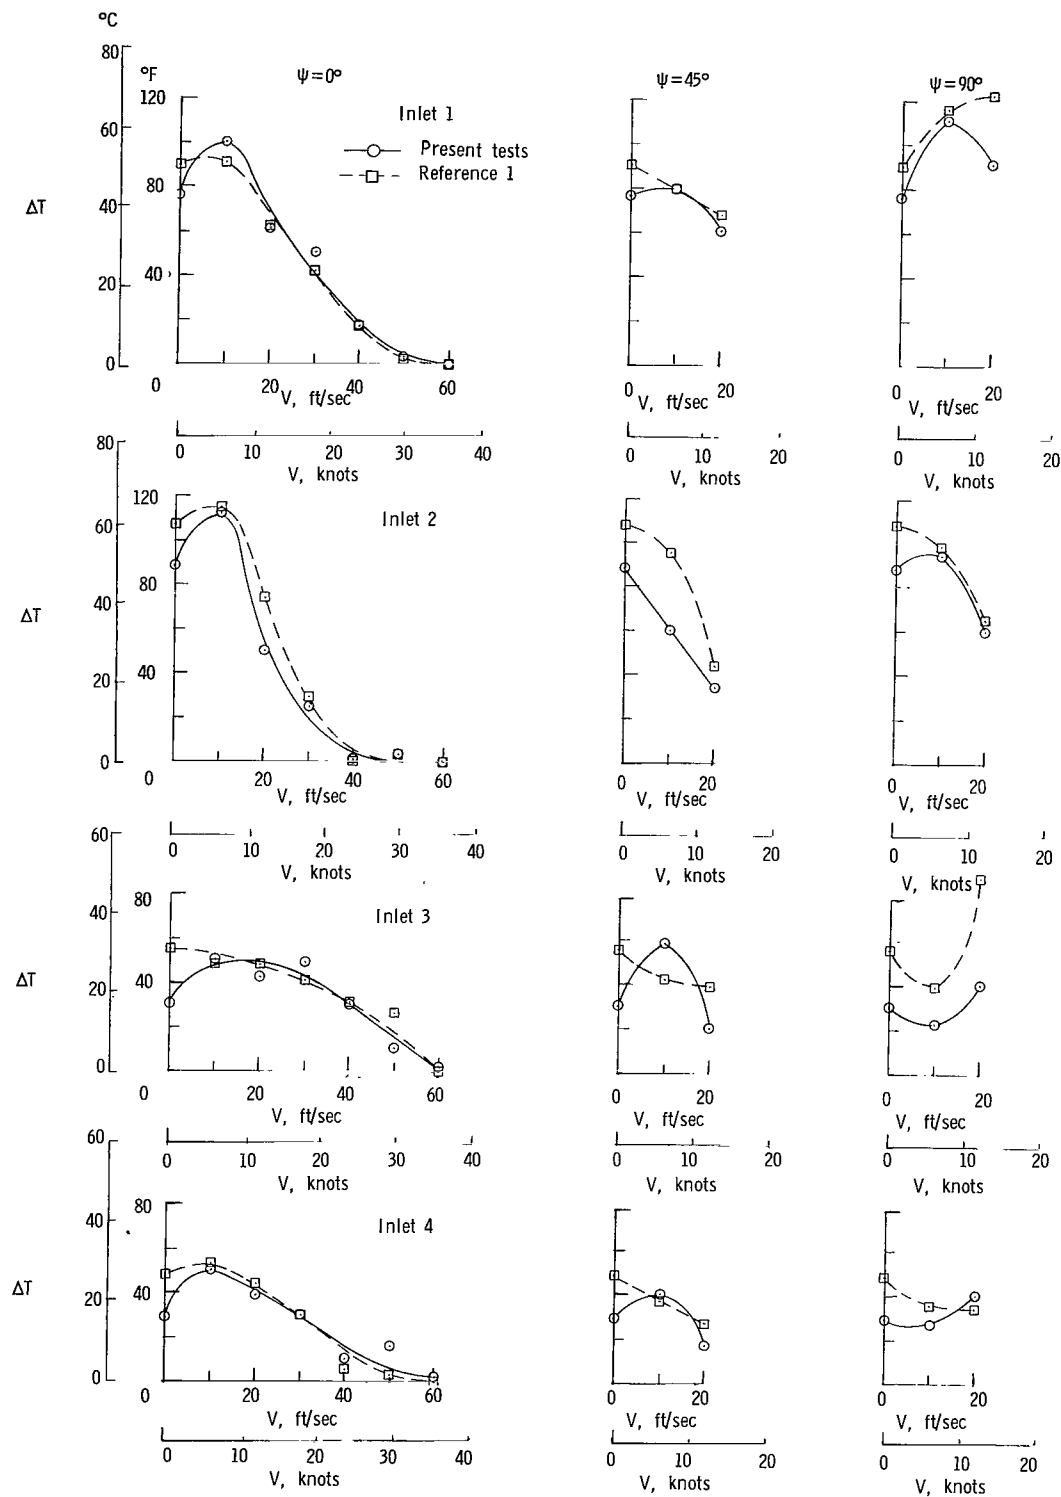 °C
80
°F
ψ = 0°
ψ = 45°
ψ = 90°
120
Inlet 1
60
Present tests
Reference 1
80
ΔT
40
40
20
0
0
20
40
60
V, ft/sec
0
20
V, ft/sec
0
20
V, ft/sec
0
10
20
30
40
V, knots
0
10
20
V, knots
0
10
20
V, knots
80
120
Inlet 2
60
80
ΔT
40
40
20
0
0
20
40
60
V, ft/sec
0
20
V, ft/sec
0
20
V, ft/sec
0
10
20
30
40
V, knots
0
10
20
V, knots
0
10
20
V, knots
60
80
Inlet 3
40
ΔT
40
20
0
0
20
40
60
V, ft/sec
0
20
V, ft/sec
0
20
V, ft/sec
0
10
20
30
40
V, knots
0
10
20
V, knots
0
10
20
V, knots
60
80
Inlet 4
40
ΔT
40
20
0
0
20
40
60
V, ft/sec
0
20
V, ft/sec
0
20
V, ft/sec
0
10
20
30
40
V, knots
0
10
20
V, knots
0
10
20
V, knots